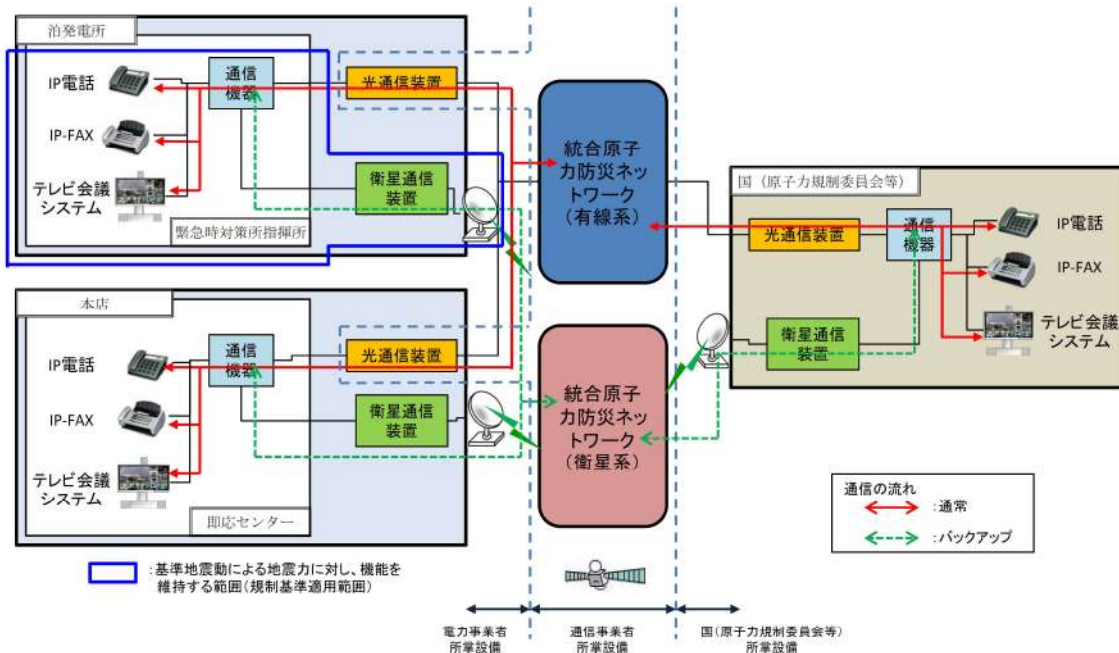 泊発電所
IP電話
IP-FAX
テレビ会議
システム
通信
機器
光通信装置
衛星通信
装置
緊急時対策所指揮所
本店
IP電話
IP-FAX
テレビ会議
システム
通信
機器
光通信装置
衛星通信
装置
即応センター
統合原子
力防災ネッ
トワーク
（有線系）
統合原子
力防災ネッ
トワーク
（衛星系）
国（原子力規制委員会等）
光通信装置
通信
機器
衛星通信
装置
IP電話
IP-FAX
テレビ会議
システム
通信の流れ
：通常
：バックアップ
：基準地震動による地震力に対し、機能を
維持する範囲（規制基準適用範囲）
電力事業者
所掌設備
通信事業者
所掌設備
国（原子力規制委員会等）
所掌設備